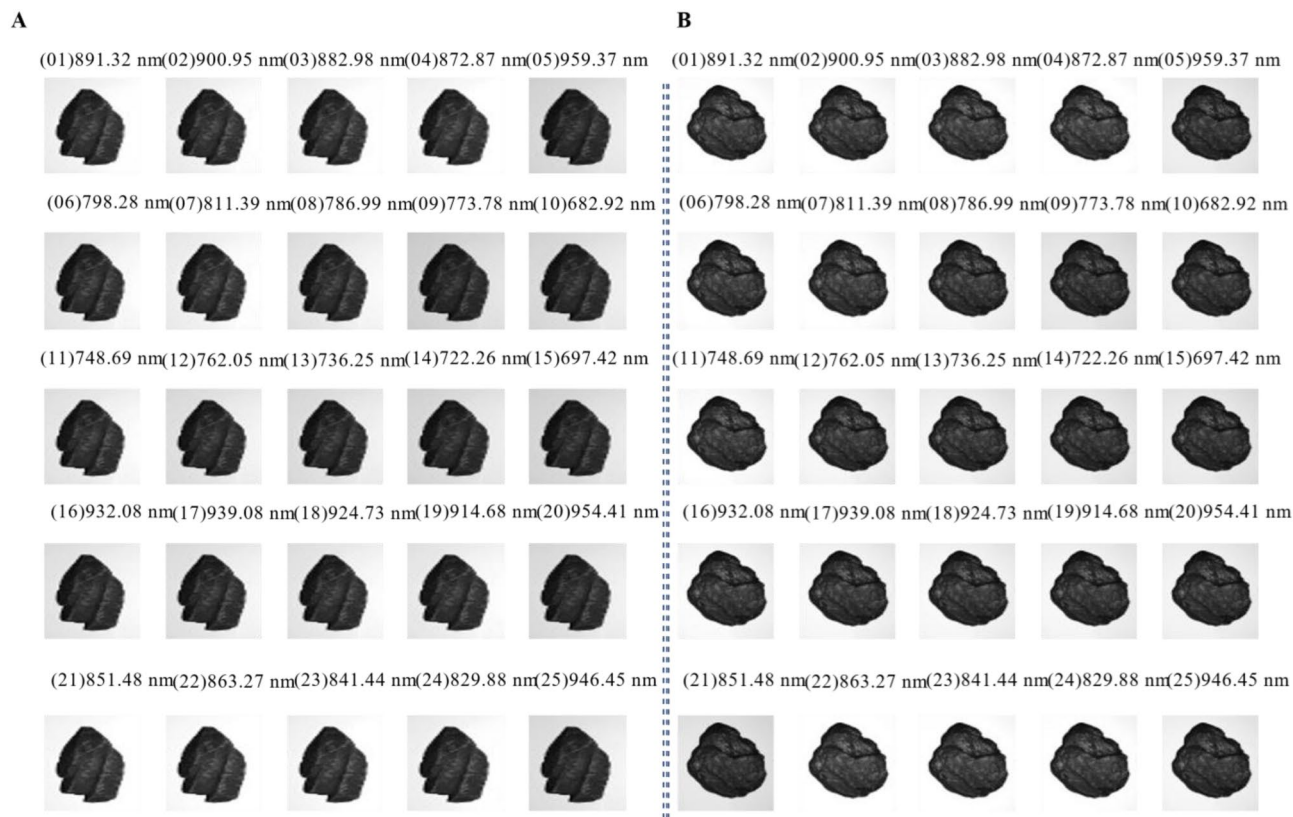 A
(01)891.32 nm(02)900.95 nm(03)882.98 nm(04)872.87 nm(05)959.37 nm
(06)798.28 nm(07)811.39 nm(08)786.99 nm(09)773.78 nm(10)682.92 nm
(11)748.69 nm(12)762.05 nm(13)736.25 nm(14)722.26 nm(15)697.42 nm
(16)932.08 nm(17)939.08 nm(18)924.73 nm(19)914.68 nm(20)954.41 nm
(21)851.48 nm(22)863.27 nm(23)841.44 nm(24)829.88 nm(25)946.45 nm
B
(01)891.32 nm(02)900.95 nm(03)882.98 nm(04)872.87 nm(05)959.37 nm
(06)798.28 nm(07)811.39 nm(08)786.99 nm(09)773.78 nm(10)682.92 nm
(11)748.69 nm(12)762.05 nm(13)736.25 nm(14)722.26 nm(15)697.42 nm
(16)932.08 nm(17)939.08 nm(18)924.73 nm(19)914.68 nm(20)954.41 nm
(21)851.48 nm(22)863.27 nm(23)841.44 nm(24)829.88 nm(25)946.45 nm